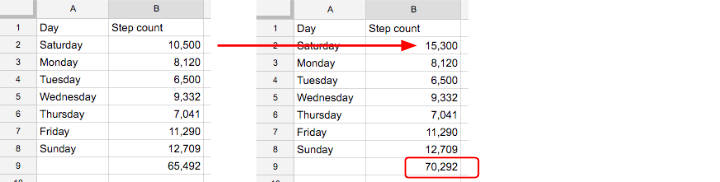 A B
1 Day Step count
2 Saturday 10,500
3 Monday 8,120
4 Tuesday 6,500
5 Wednesday 9,332
6 Thursday 7,041
7 Friday 11,290
8 Sunday 12,709
9 65,492
A B
1 Day Step count
2 Saturday 15,300
3 Monday 8,120
4 Tuesday 6,500
5 Wednesday 9,332
6 Thursday 7,041
7 Friday 11,290
8 Sunday 12,709
9 70,292